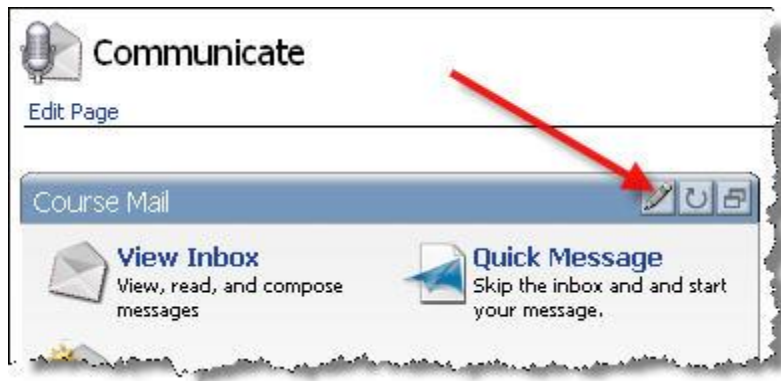 Communicate
Edit Page
Course Mail
View Inbox
View, read, and compose
messages
Quick Message
Skip the inbox and and start
your message.